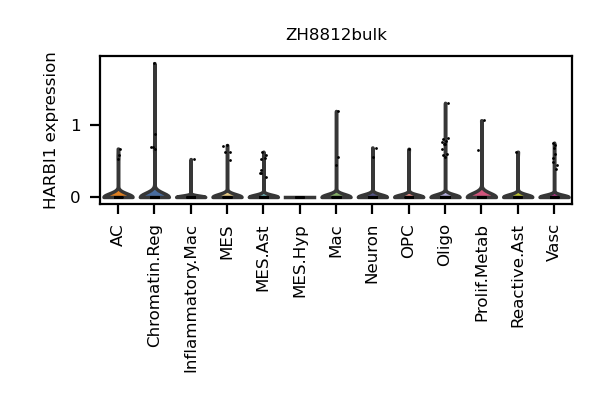 ZH8812bulk
HARBI1 expression
1
0
AC
Chromatin.Reg
Inflammatory.Mac
MES
MES.Ast
MES.Hyp
Mac
Neuron
OPC
Oligo
Prolif.Metab
Reactive.Ast
Vasc